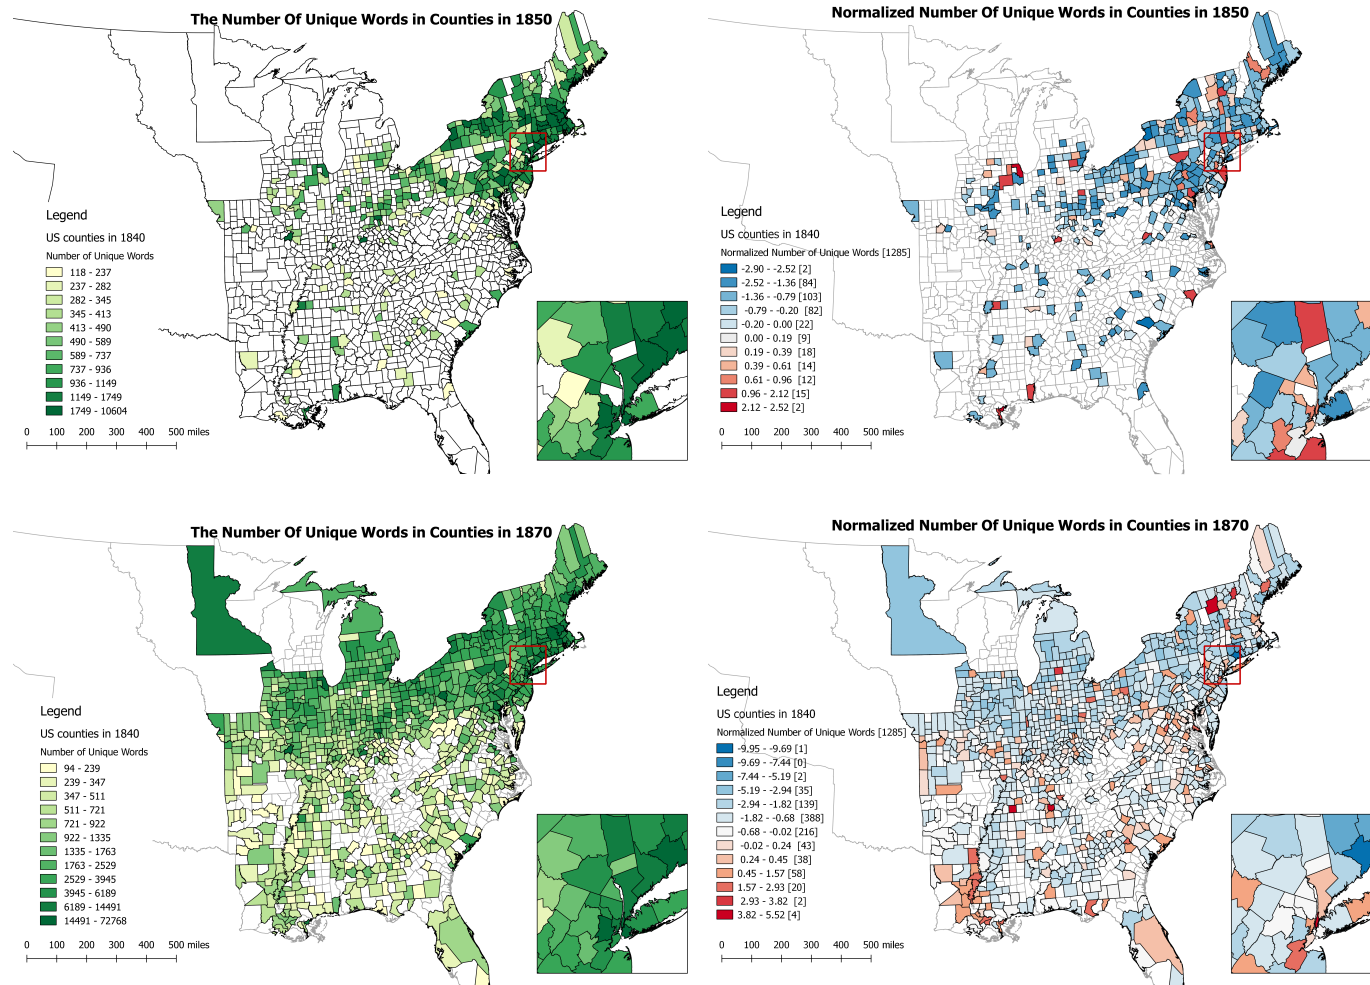 The Number Of Unique Words in Counties in 1850
Legend
US counties in 1840
Number of Unique Words
118 - 237
237 - 282
282 - 345
345 - 413
413 - 490
490 - 589
589 - 737
737 - 936
936 - 1149
1149 - 1749
1749 - 10604
0 100 200 300 400 500 miles
Normalized Number Of Unique Words in Counties in 1850
Legend
US counties in 1840
Normalized Number of Unique Words [1285]
-2.90 - -2.52 [2]
-2.52 - -1.36 [84]
-1.36 - -0.79 [103]
-0.79 - -0.20 [82]
-0.20 - 0.00 [22]
0.00 - 0.19 [9]
0.19 - 0.39 [18]
0.39 - 0.61 [14]
0.61 - 0.96 [12]
0.96 - 2.12 [15]
2.12 - 2.52 [2]
0 100 200 300 400 500 miles
The Number Of Unique Words in Counties in 1870
Legend
US counties in 1840
Number of Unique Words
94 - 239
239 - 347
347 - 511
511 - 721
721 - 922
922 - 1335
1335 - 1763
1763 - 2529
2529 - 3945
3945 - 6189
6189 - 14491
14491 - 72768
0 100 200 300 400 500 miles
Normalized Number Of Unique Words in Counties in 1870
Legend
US counties in 1840
Normalized Number of Unique Words [1285]
-9.95 - -9.69 [1]
-9.69 - -7.44 [0]
-7.44 - -5.19 [2]
-5.19 - -2.94 [35]
-2.94 - -1.82 [139]
-1.82 - -0.68 [388]
-0.68 - -0.02 [216]
-0.02 - 0.24 [43]
0.24 - 0.45 [38]
0.45 - 1.57 [58]
1.57 - 2.93 [20]
2.93 - 3.82 [2]
3.82 - 5.52 [4]
0 100 200 300 400 500 miles